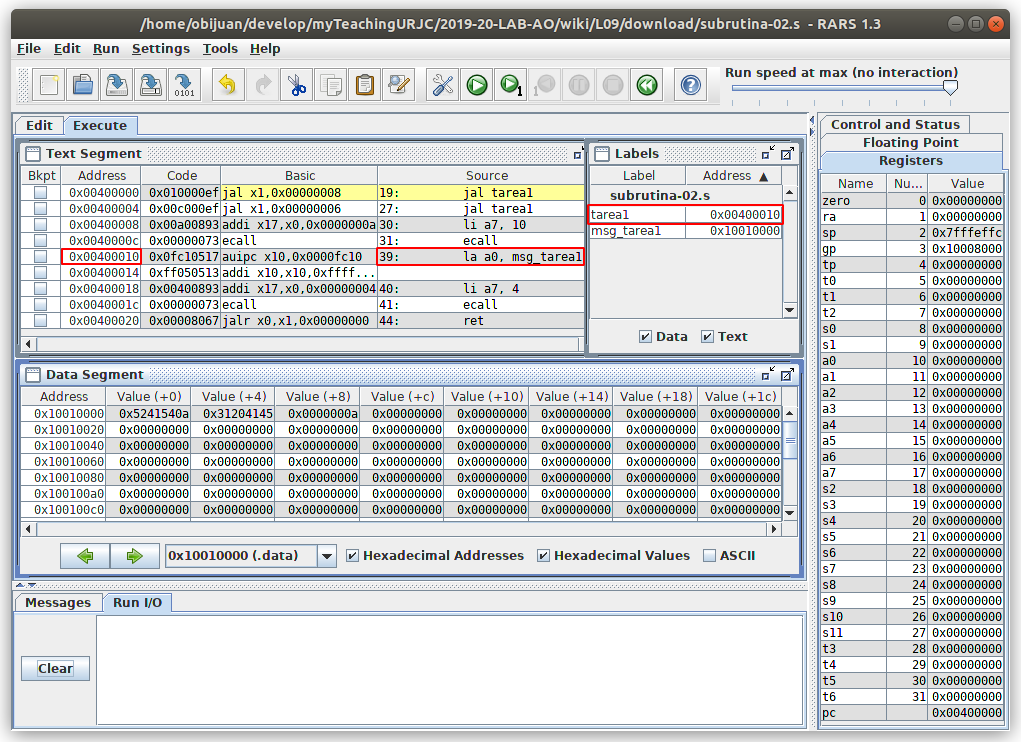 /home/obijuan/develop/myTeachingURJC/2019-20-LAB-AO/wiki/L09/download/subrutina-02.s - RARS 1.3
File Edit Run Settings Tools Help
Run speed at max (no interaction)
Edit Execute
Text Segment
Bkpt Address Code Basic Source
0x00400000 0x010000ef jal x1,0x00000008 19: jal tarea1
0x00400004 0x00c000ef jal x1,0x00000006 27: jal tarea1
0x00400008 0x00a00893 addi x17,x0,0x0000000a 30: li a7, 10
0x0040000c 0x00000073 ecall 31: ecall
0x00400010 0x0fc10517 auipc x10,0x0000fc10 39: la a0, msg_tarea1
0x00400014 0xff050513 addi x10,x10,0xffff...
0x00400018 0x00400893 addi x17,x0,0x00000004 40: li a7, 4
0x0040001c 0x00000073 ecall 41: ecall
0x00400020 0x00008067 jalr x0,x1,0x00000000 44: ret
Labels
Label Address ▲
subrutina-02.s
tarea1 0x00400010
msg_tarea1 0x10010000
Data Text
Data Segment
Address Value (+0) Value (+4) Value (+8) Value (+c) Value (+10) Value (+14) Value (+18) Value (+1c)
0x10010000 0x5241540a 0x31204145 0x0000000a 0x00000000 0x00000000 0x00000000 0x00000000 0x00000000
0x10010020 0x00000000 0x00000000 0x00000000 0x00000000 0x00000000 0x00000000 0x00000000 0x00000000
0x10010040 0x00000000 0x00000000 0x00000000 0x00000000 0x00000000 0x00000000 0x00000000 0x00000000
0x10010060 0x00000000 0x00000000 0x00000000 0x00000000 0x00000000 0x00000000 0x00000000 0x00000000
0x10010080 0x00000000 0x00000000 0x00000000 0x00000000 0x00000000 0x00000000 0x00000000 0x00000000
0x100100a0 0x00000000 0x00000000 0x00000000 0x00000000 0x00000000 0x00000000 0x00000000 0x00000000
0x100100c0 0x00000000 0x00000000 0x00000000 0x00000000 0x00000000 0x00000000 0x00000000 0x00000000
0x10010000 (.data) Hexadecimal Addresses Hexadecimal Values ASCII
Messages Run I/O
Clear
Control and Status
Floating Point
Registers
Name Nu... Value
zero 0 0x00000000
ra 1 0x00000000
sp 2 0x7fffeffc
gp 3 0x10008000
tp 4 0x00000000
t0 5 0x00000000
t1 6 0x00000000
t2 7 0x00000000
s0 8 0x00000000
s1 9 0x00000000
a0 10 0x00000000
a1 11 0x00000000
a2 12 0x00000000
a3 13 0x00000000
a4 14 0x00000000
a5 15 0x00000000
a6 16 0x00000000
a7 17 0x00000000
s2 18 0x00000000
s3 19 0x00000000
s4 20 0x00000000
s5 21 0x00000000
s6 22 0x00000000
s7 23 0x00000000
s8 24 0x00000000
s9 25 0x00000000
s10 26 0x00000000
s11 27 0x00000000
t3 28 0x00000000
t4 29 0x00000000
t5 30 0x00000000
t6 31 0x00000000
pc 0x00400000